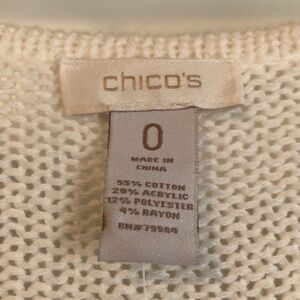 chico's
0
MADE IN
CHINA
55% COTTON
29% ACRYLIC
12% POLYESTER
4% RAYON
RN#79984